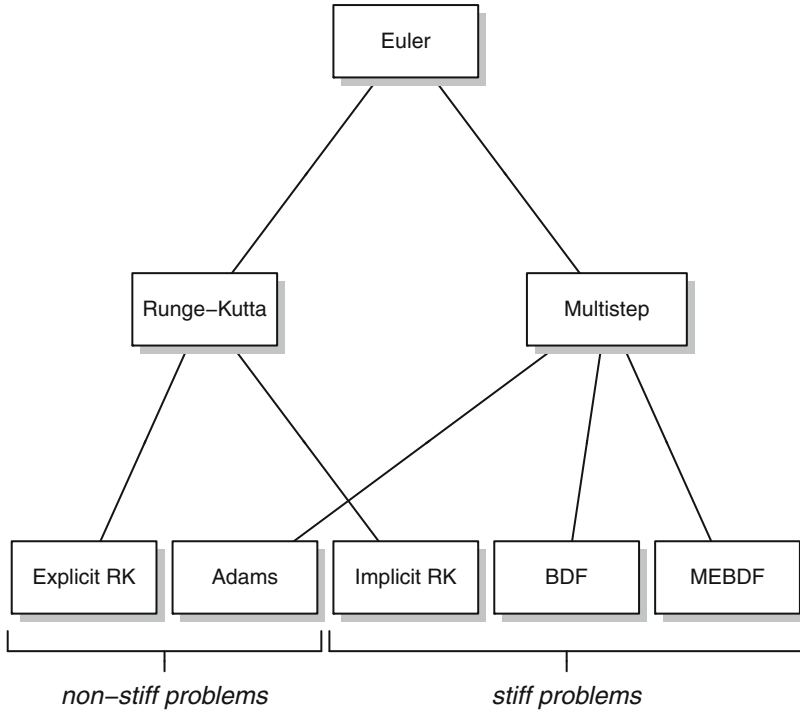 Euler
Runge−Kutta
Multistep
Explicit RK
Adams
Implicit RK
BDF
MEBDF
non−stiff problems
stiff problems